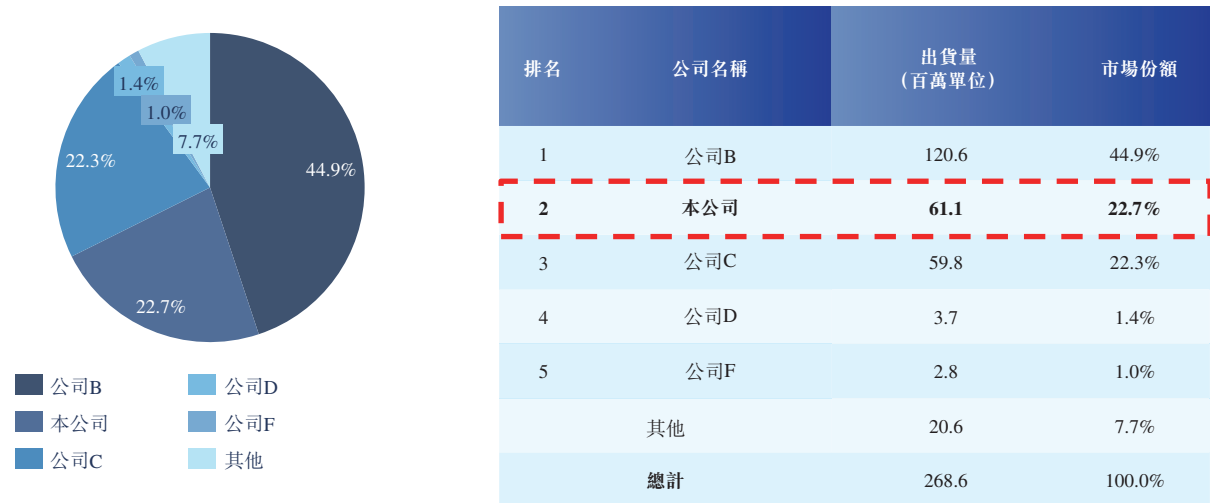 44.9%
22.7%
22.3%
1.4%
1.0%
7.7%
公司B
公司D
本公司
公司F
公司C
其他
排名 公司名稱 出貨量（百萬單位） 市場份額
1 公司B 120.6 44.9%
2 本公司 61.1 22.7%
3 公司C 59.8 22.3%
4 公司D 3.7 1.4%
5 公司F 2.8 1.0%
其他 20.6 7.7%
總計 268.6 100.0%